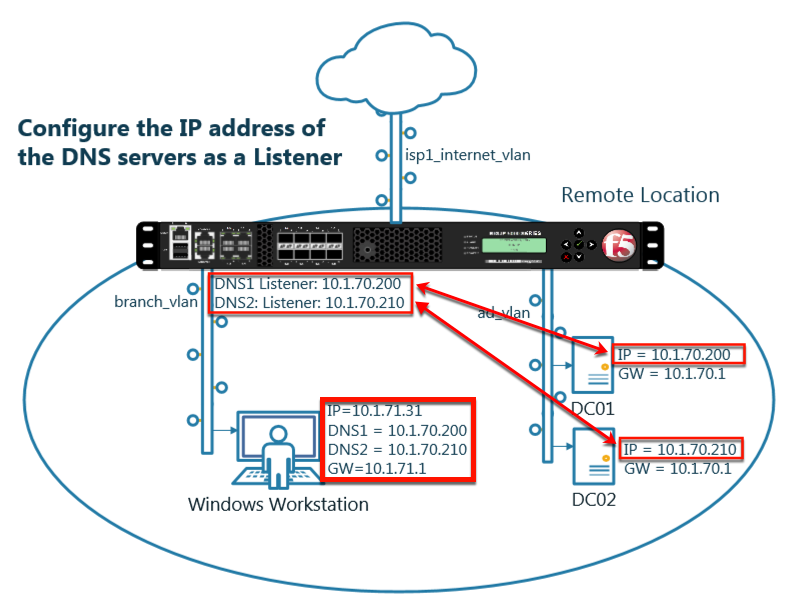 Configure the IP address of
the DNS servers as a Listener
isp1_internet_vlan
Remote Location
f5
DNS1 Listener: 10.1.70.200
DNS2: Listener: 10.1.70.210
branch_vlan
ad_vlan
IP = 10.1.70.200
GW = 10.1.70.1
DC01
IP=10.1.71.31
DNS1 = 10.1.70.200
DNS2 = 10.1.70.210
GW=10.1.71.1
IP = 10.1.70.210
GW = 10.1.70.1
DC02
Windows Workstation